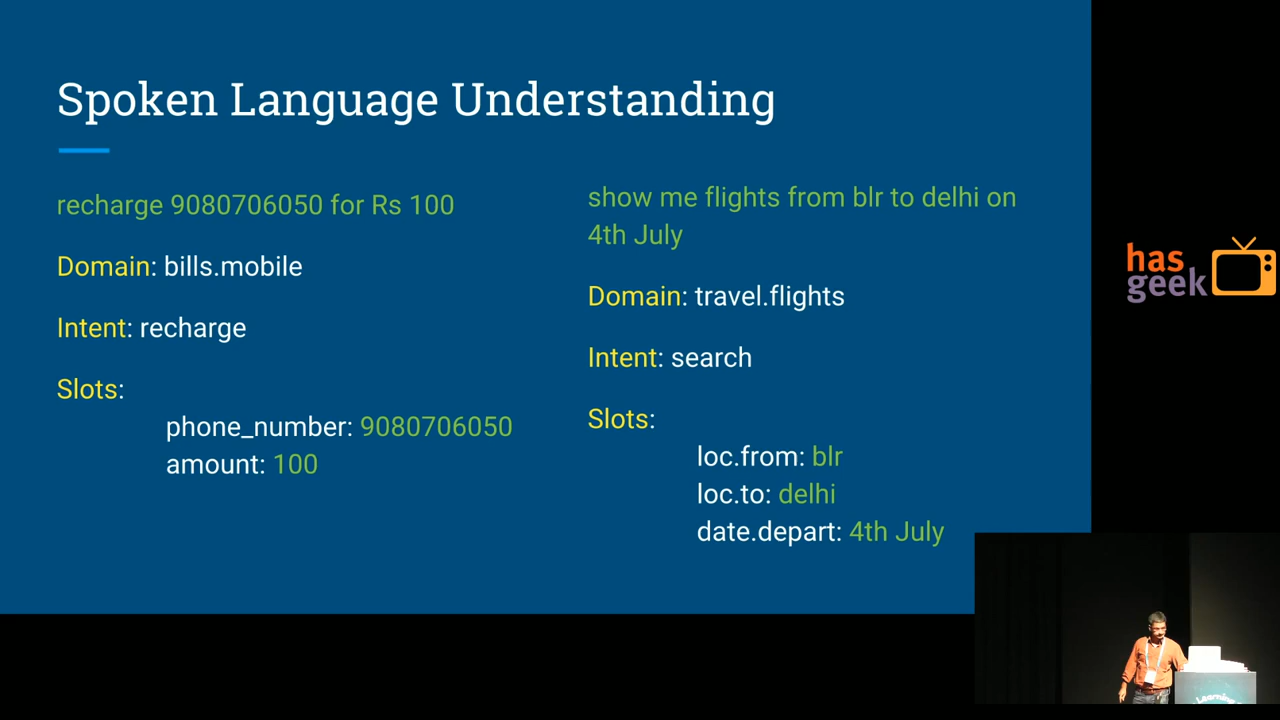 Spoken Language Understanding
recharge 9080706050 for Rs 100
Domain: bills.mobile
Intent: recharge
Slots:
phone_number: 9080706050
amount: 100
show me flights from blr to delhi on
4th July
Domain: travel.flights
Intent: search
Slots:
loc.from: blr
loc.to: delhi
date.depart: 4th July
has
geek
Learning